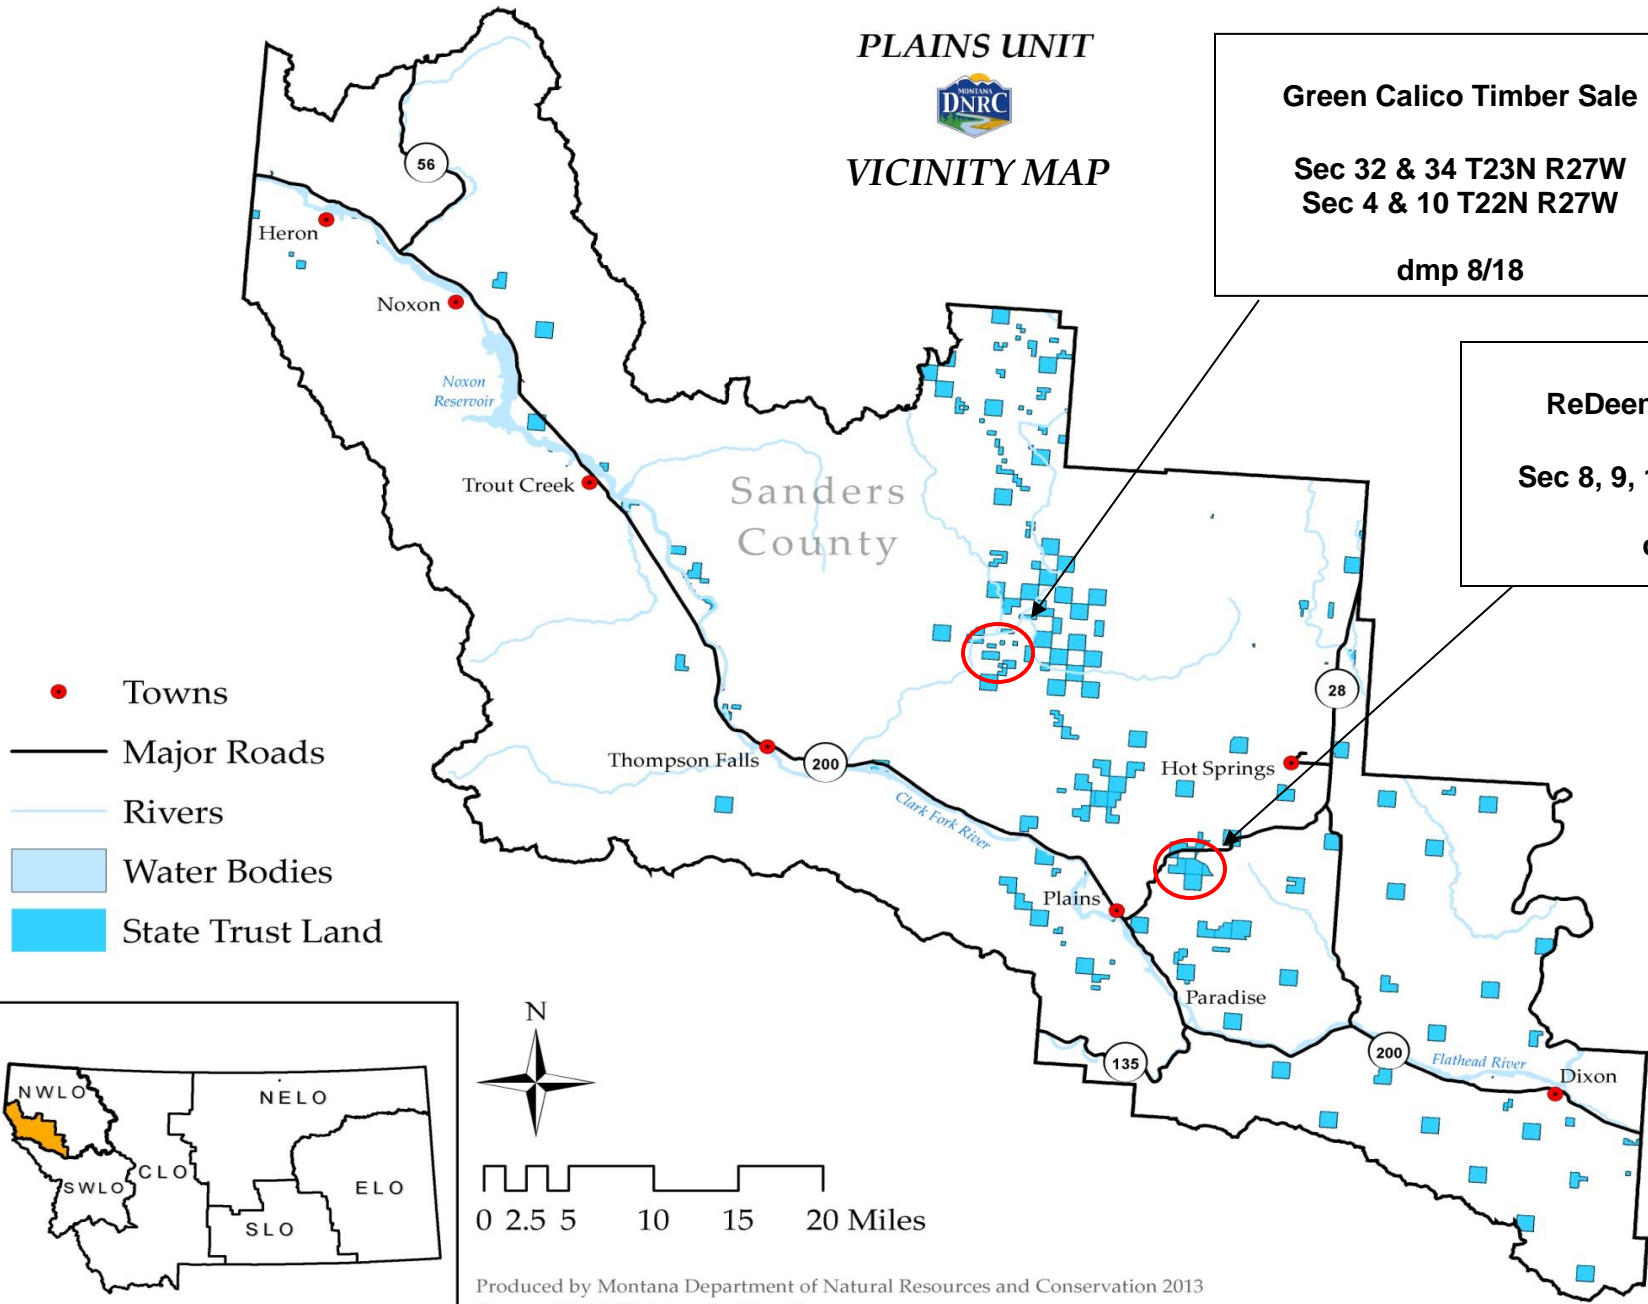 PLAINS UNIT
MONTANA
DNRC
VICINITY MAP
Green Calico Timber Sale
Sec 32 & 34 T23N R27W
Sec 4 & 10 T22N R27W
dmp 8/18
Sec 8, 9,
56
Heron
Noxon
Noxon
Reservoir
Trout Creek
Sanders
County
28
Thompson Falls
200
Hot Springs
Clark Fork River
Plains
Paradise
135
200
Flathead River
Dixon
Towns
Major Roads
Rivers
Water Bodies
State Trust Land
NWLO
NELO
CLO
SWLO
ELO
SLO
N
0 2.5 5 10 15 20 Miles
Produced by Montana Department of Natural Resources and Conservation 2013